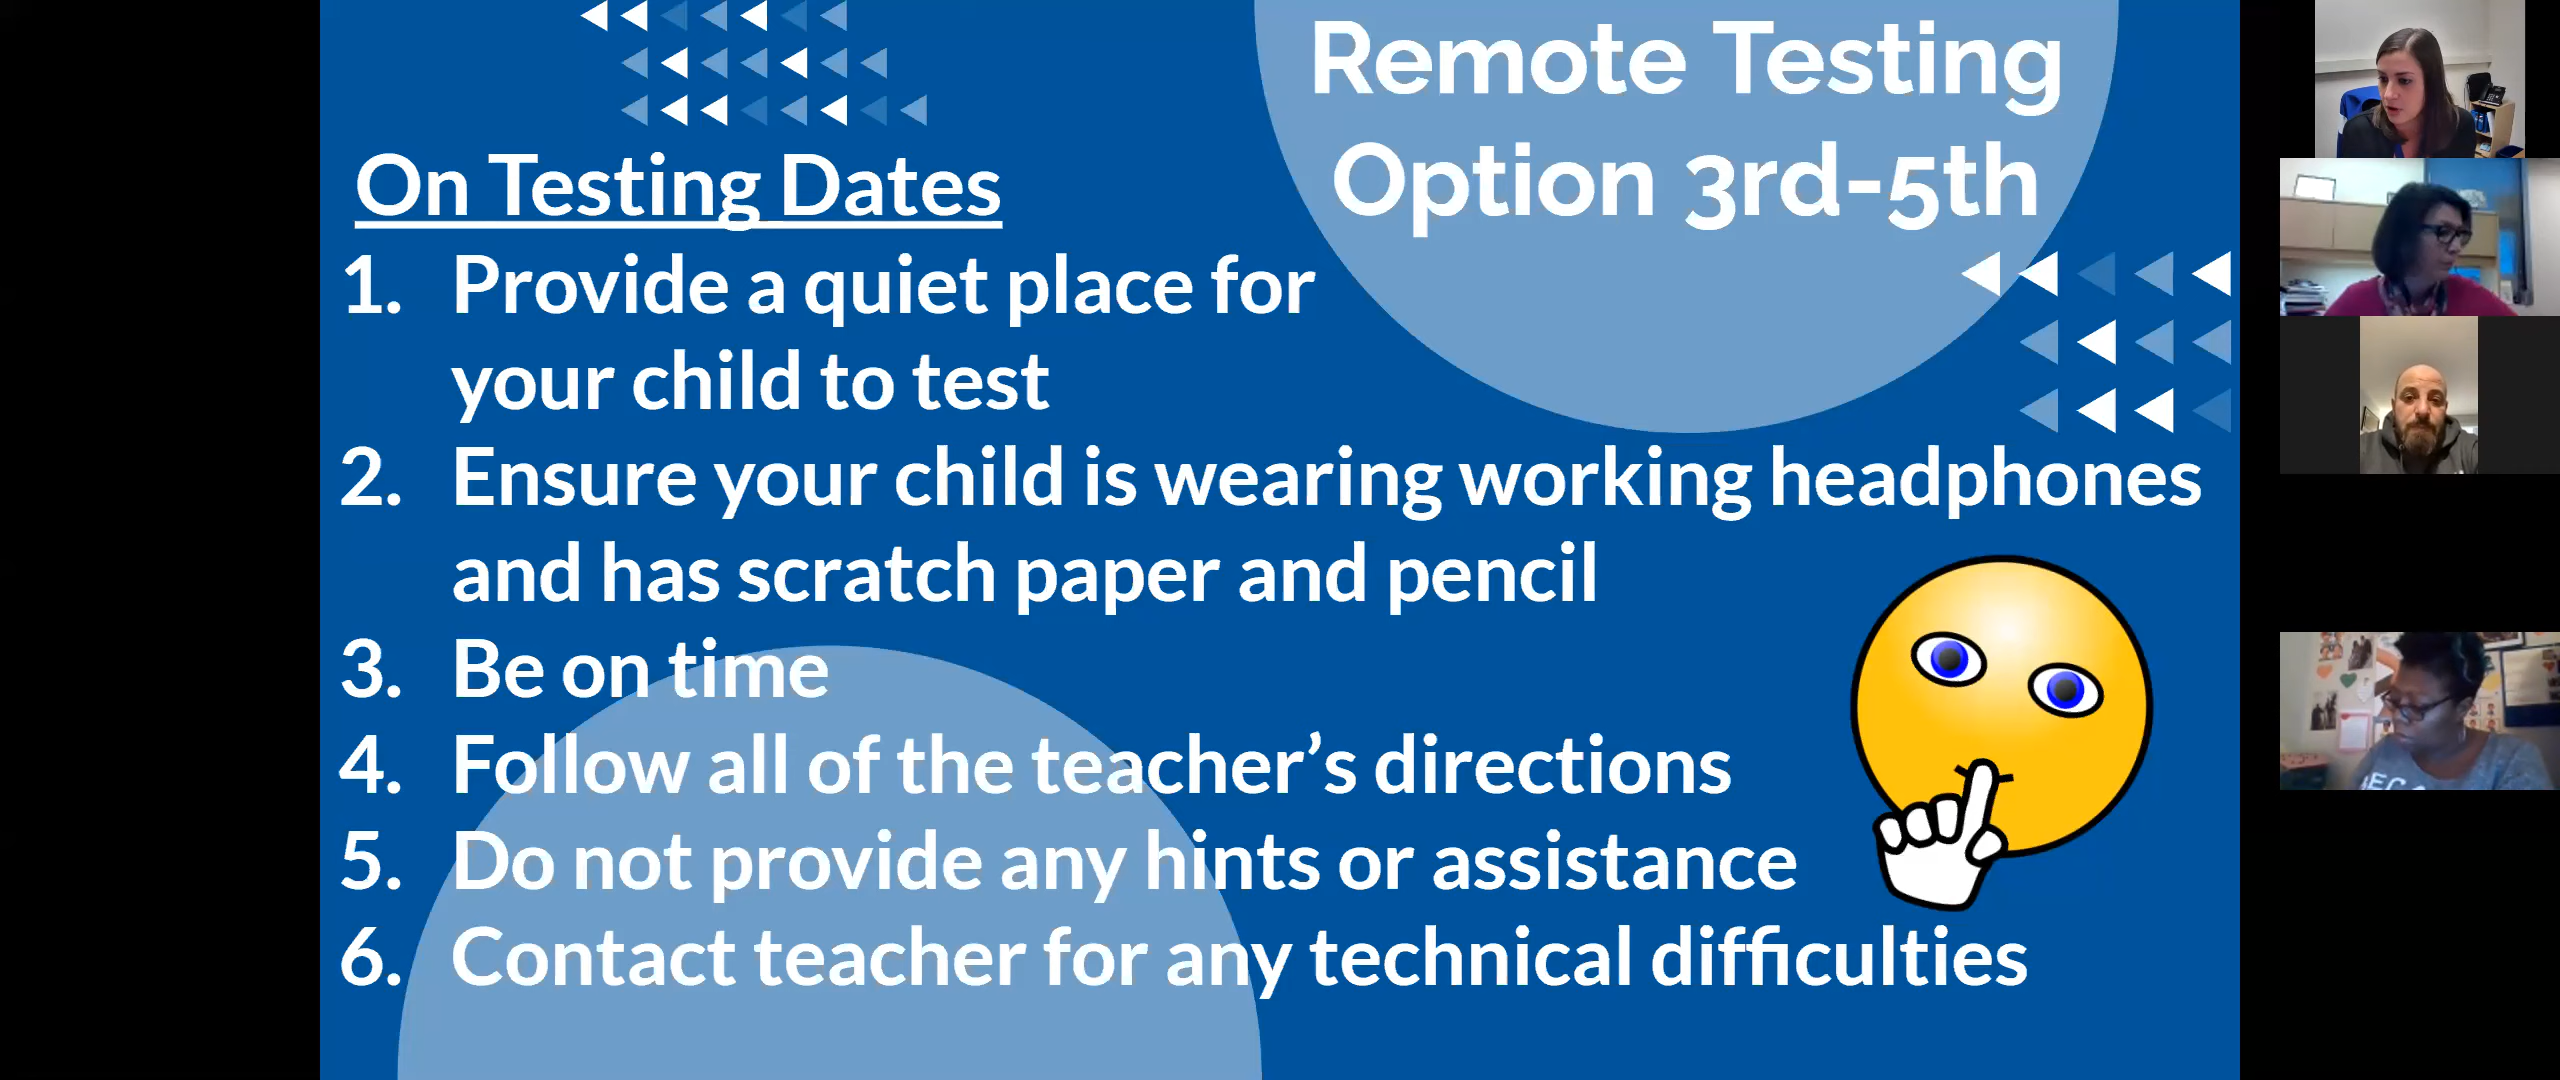 Remote Testing
Option 3rd-5th
On Testing Dates
1. Provide a quiet place for
your child to test
2. Ensure your child is wearing working headphones
and has scratch paper and pencil
3. Be on time
4. Follow all of the teacher's directions
5. Do not provide any hints or assistance
6. Contact teacher for any technical difficulties